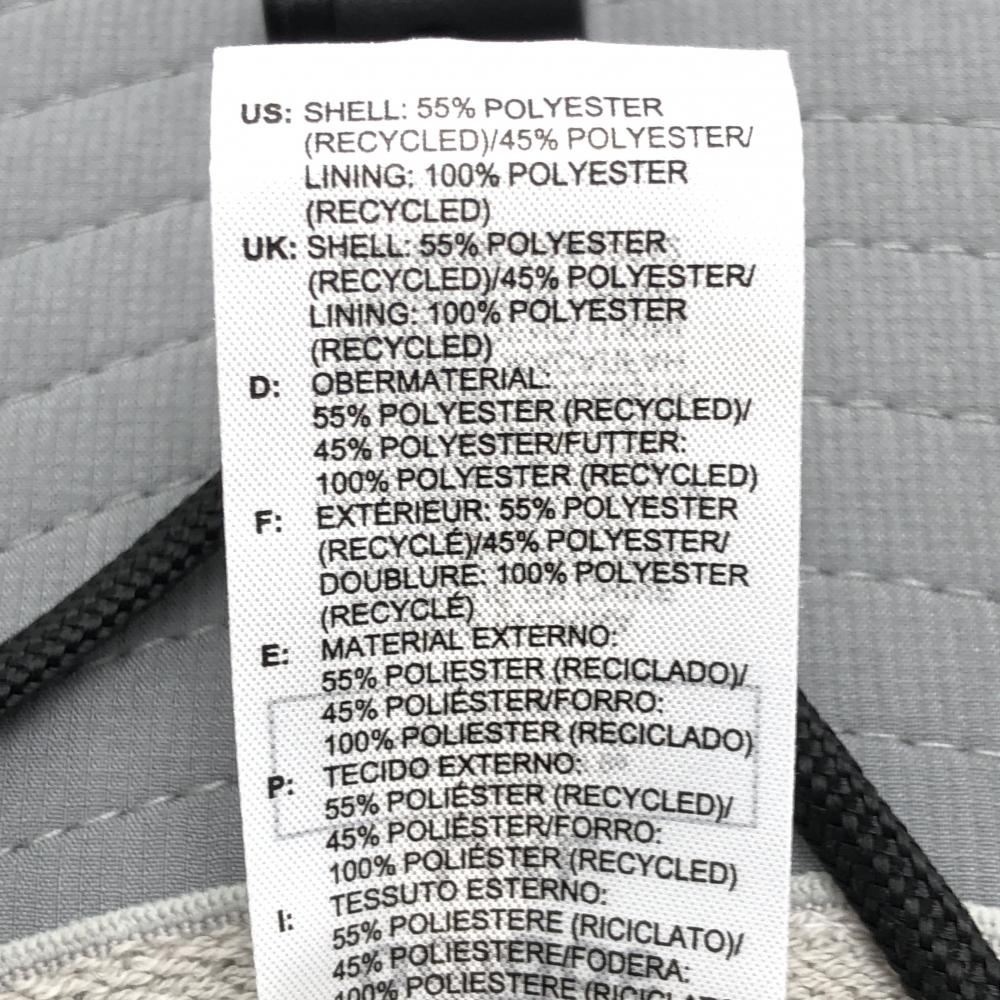 US: SHELL: 55% POLYESTER
(RECYCLED)/45% POLYESTER/
LINING: 100% POLYESTER
(RECYCLED)
UK: SHELL: 55% POLYESTER
(RECYCLED)/45% POLYESTER/
LINING: 100% POLYESTER
(RECYCLED)
D: OBERMATERIAL:
55% POLYESTER (RECYCLED)/
45% POLYESTER/FUTTER:
100% POLYESTER (RECYCLED)
F: EXTÉRIEUR: 55% POLYESTER
(RECYCLÉ)/45% POLYESTER/
DOUBLURE: 100% POLYESTER
(RECYCLÉ)
E: MATERIAL EXTERNO:
55% POLIESTER (RECICLADO)/
45% POLIÉSTER/FORRO:
100% POLIESTER (RECICLADO)
P: TECIDO EXTERNO:
55% POLIÉSTER (RECYCLED)/
45% POLIÉSTER/FORRO:
100% POLIÉSTER (RECYCLED)
I: TESSUTO ESTERNO:
55% POLIESTERE (RICICLATO)/
45% POLIESTERE/FODERA:
100% POLIESTERE